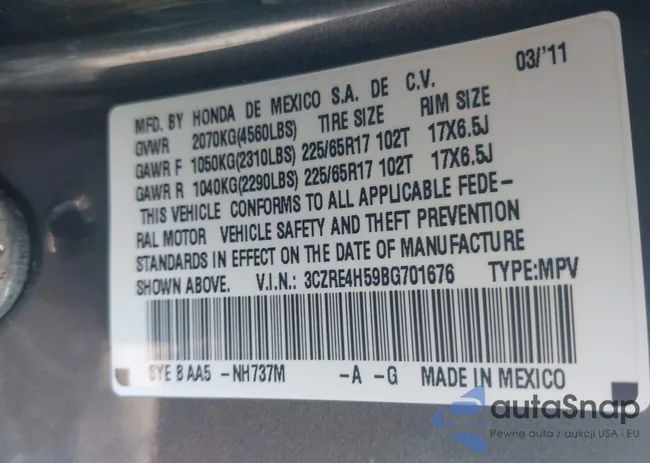 03/'11
MFD. BY HONDA DE MEXICO S.A. DE C.V.
GVWR 2070KG(4560LBS) TIRE SIZE RIM SIZE
GAWR F 1050KG(2310LBS) 225/65R17 102T 17X6.5J
GAWR R 1040KG(2290LBS) 225/65R17 102T 17X6.5J
THIS VEHICLE CONFORMS TO ALL APPLICABLE FEDE-
RAL MOTOR VEHICLE SAFETY AND THEFT PREVENTION
STANDARDS IN EFFECT ON THE DATE OF MANUFACTURE
SHOWN ABOVE. V.I.N.: 3CZRE4H59BG701676 TYPE:MPV
SYE B AA5 -NH737M -A -G MADE IN MEXICO
autaSnap
Pewne auta z aukcji USA i EU